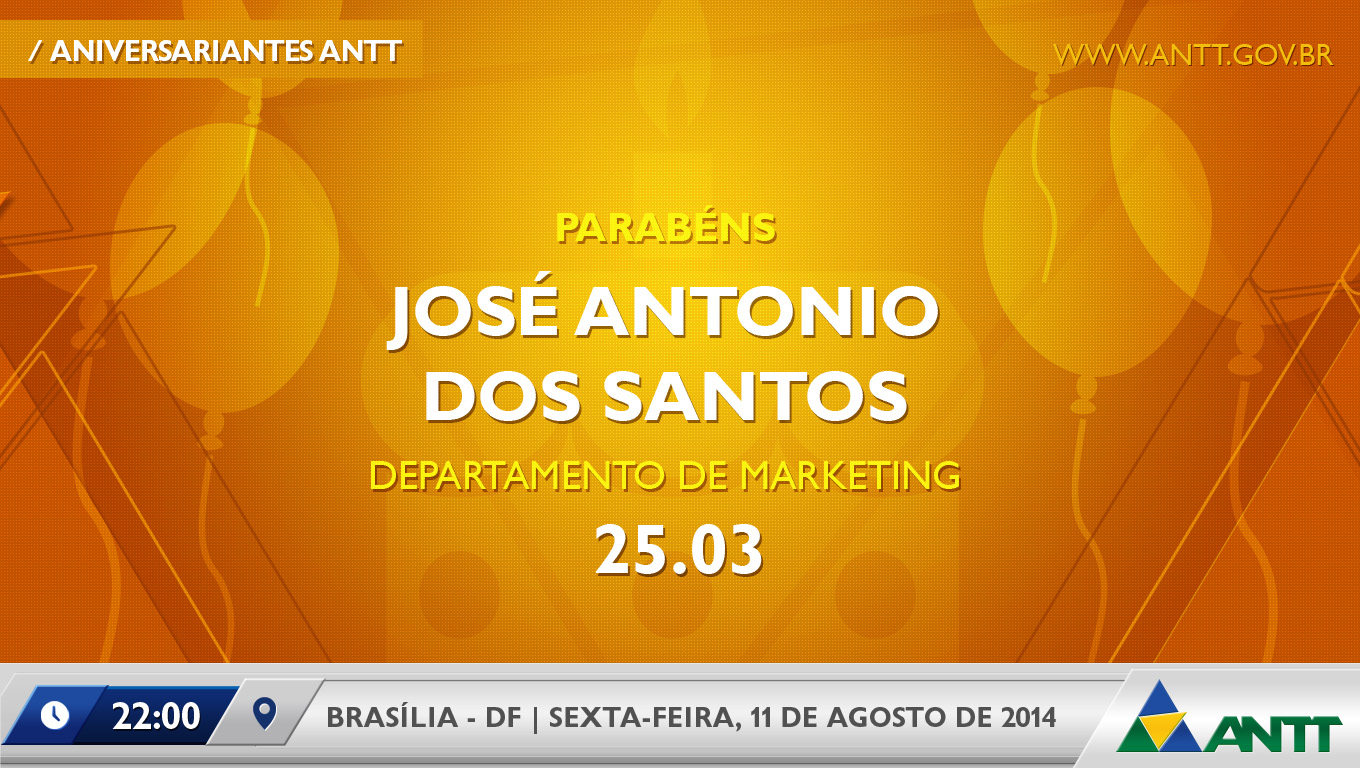 / ANIVERSARIANTES ANTT
WWW.ANTT.GOV.BR
PARABÉNS
JOSÉ ANTONIO
DOS SANTOS
DEPARTAMENTO DE MARKETING
25.03
22:00
BRASÍLIA - DF | SEXTA-FEIRA, 11 DE AGOSTO DE 2014
ANTT